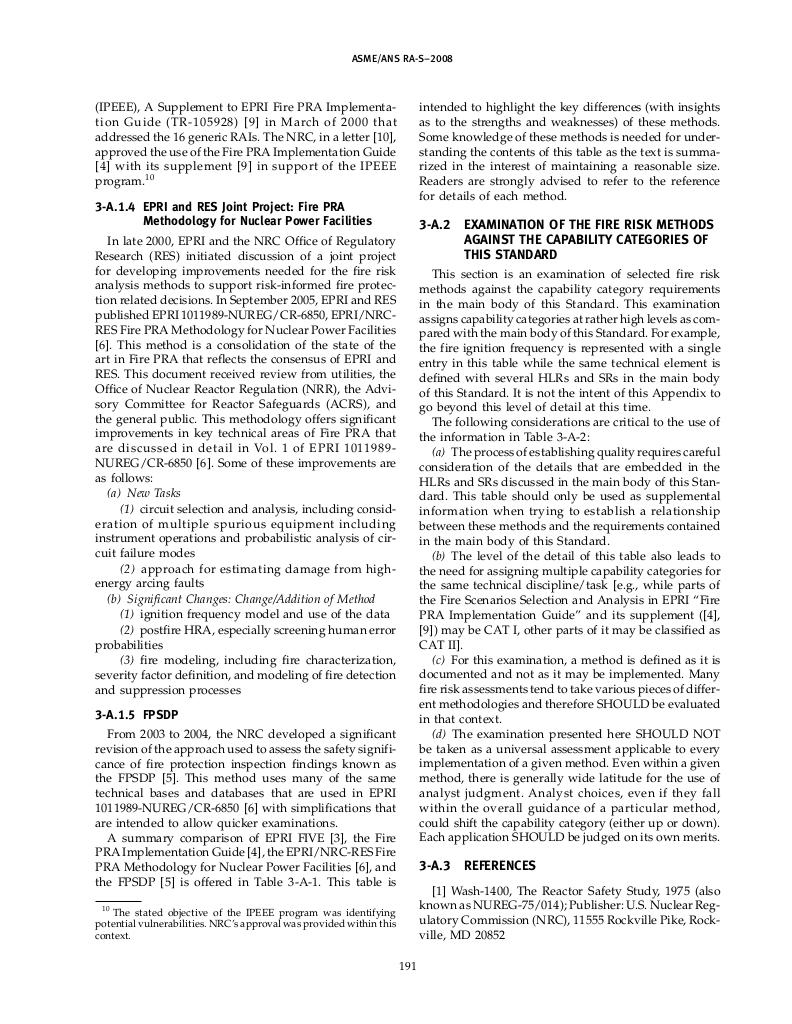 ASME/ANS RA-S–2008
(IPEEE), A Supplement to EPRI Fire PRA Implementa-
tion Guide (TR-105928) [9] in March of 2000 that
addressed the 16 generic RAIs. The NRC, in a letter [10],
approved the use of the Fire PRA Implementation Guide
[4] with its supplement [9] in support of the IPEEE
program.10
3-A.1.4 EPRI and RES Joint Project: Fire PRA
Methodology for Nuclear Power Facilities
In late 2000, EPRI and the NRC Office of Regulatory
Research (RES) initiated discussion of a joint project
for developing improvements needed for the fire risk
analysis methods to support risk-informed fire protec-
tion related decisions. In September 2005, EPRI and RES
published EPRI 1011989-NUREG/CR-6850, EPRI/NRC-
RES Fire PRA Methodology for Nuclear Power Facilities
[6]. This method is a consolidation of the state of the
art in Fire PRA that reflects the consensus of EPRI and
RES. This document received review from utilities, the
Office of Nuclear Reactor Regulation (NRR), the Advi-
sory Committee for Reactor Safeguards (ACRS), and
the general public. This methodology offers significant
improvements in key technical areas of Fire PRA that
are discussed in detail in Vol. 1 of EPRI 1011989-
NUREG/CR-6850 [6]. Some of these improvements are
as follows:
(a) New Tasks
(1) circuit selection and analysis, including consid-
eration of multiple spurious equipment including
instrument operations and probabilistic analysis of cir-
cuit failure modes
(2) approach for estimating damage from high-
energy arcing faults
(b) Significant Changes: Change/Addition of Method
(1) ignition frequency model and use of the data
(2) postfire HRA, especially screening human error
probabilities
(3) fire modeling, including fire characterization,
severity factor definition, and modeling of fire detection
and suppression processes
3-A.1.5 FPSDP
From 2003 to 2004, the NRC developed a significant
revision of the approach used to assess the safety signifi-
cance of fire protection inspection findings known as
the FPSDP [5]. This method uses many of the same
technical bases and databases that are used in EPRI
1011989-NUREG/CR-6850 [6] with simplifications that
are intended to allow quicker examinations.
A summary comparison of EPRI FIVE [3], the Fire
PRA Implementation Guide [4], the EPRI/NRC-RES Fire
PRA Methodology for Nuclear Power Facilities [6], and
the FPSDP [5] is offered in Table 3-A-1. This table is
10 The stated objective of the IPEEE program was identifying
potential vulnerabilities. NRC's approval was provided within this
context.
intended to highlight the key differences (with insights
as to the strengths and weaknesses) of these methods.
Some knowledge of these methods is needed for under-
standing the contents of this table as the text is summa-
rized in the interest of maintaining a reasonable size.
Readers are strongly advised to refer to the reference
for details of each method.
3-A.2 EXAMINATION OF THE FIRE RISK METHODS
AGAINST THE CAPABILITY CATEGORIES OF
THIS STANDARD
This section is an examination of selected fire risk
methods against the capability category requirements
in the main body of this Standard. This examination
assigns capability categories at rather high levels as com-
pared with the main body of this Standard. For example,
the fire ignition frequency is represented with a single
entry in this table while the same technical element is
defined with several HLRs and SRs in the main body
of this Standard. It is not the intent of this Appendix to
go beyond this level of detail at this time.
The following considerations are critical to the use of
the information in Table 3-A-2:
(a) The process of establishing quality requires careful
consideration of the details that are embedded in the
HLRs and SRs discussed in the main body of this Stan-
dard. This table should only be used as supplemental
information when trying to establish a relationship
between these methods and the requirements contained
in the main body of this Standard.
(b) The level of the detail of this table also leads to
the need for assigning multiple capability categories for
the same technical discipline/task [e.g., while parts of
the Fire Scenarios Selection and Analysis in EPRI “Fire
PRA Implementation Guide” and its supplement ([4],
[9]) may be CAT I, other parts of it may be classified as
CAT II].
(c) For this examination, a method is defined as it is
documented and not as it may be implemented. Many
fire risk assessments tend to take various pieces of differ-
ent methodologies and therefore SHOULD be evaluated
in that context.
(d) The examination presented here SHOULD NOT
be taken as a universal assessment applicable to every
implementation of a given method. Even within a given
method, there is generally wide latitude for the use of
analyst judgment. Analyst choices, even if they fall
within the overall guidance of a particular method,
could shift the capability category (either up or down).
Each application SHOULD be judged on its own merits.
3-A.3 REFERENCES
[1] Wash-1400, The Reactor Safety Study, 1975 (also
known as NUREG-75/014); Publisher: U.S. Nuclear Reg-
ulatory Commission (NRC), 11555 Rockville Pike, Rock-
ville, MD 20852
191